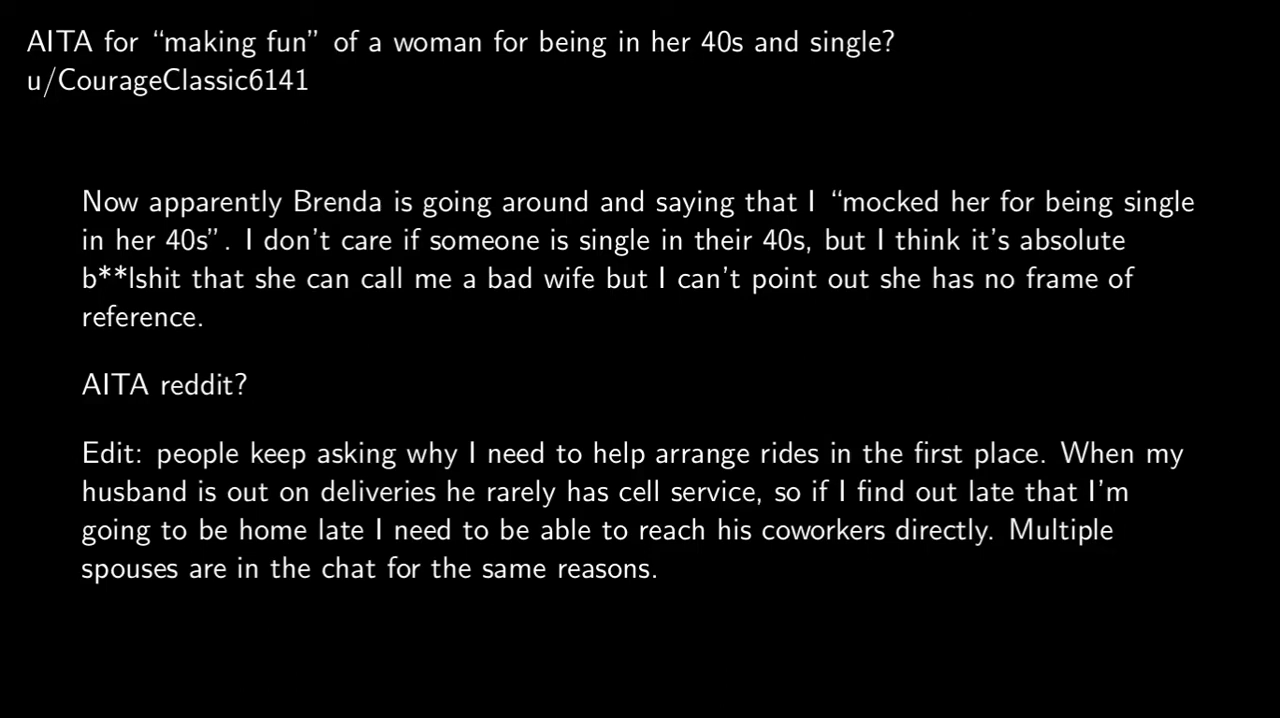 AITA for “making fun” of a woman for being in her 40s and single?
u/CourageClassic6141
Now apparently Brenda is going around and saying that I “mocked her for being single
in her 40s”. I don’t care if someone is single in their 40s, but I think it’s absolute
b**lshit that she can call me a bad wife but I can’t point out she has no frame of
reference.
AITA reddit?
Edit: people keep asking why I need to help arrange rides in the first place. When my
husband is out on deliveries he rarely has cell service, so if I find out late that I’m
going to be home late I need to be able to reach his coworkers directly. Multiple
spouses are in the chat for the same reasons.